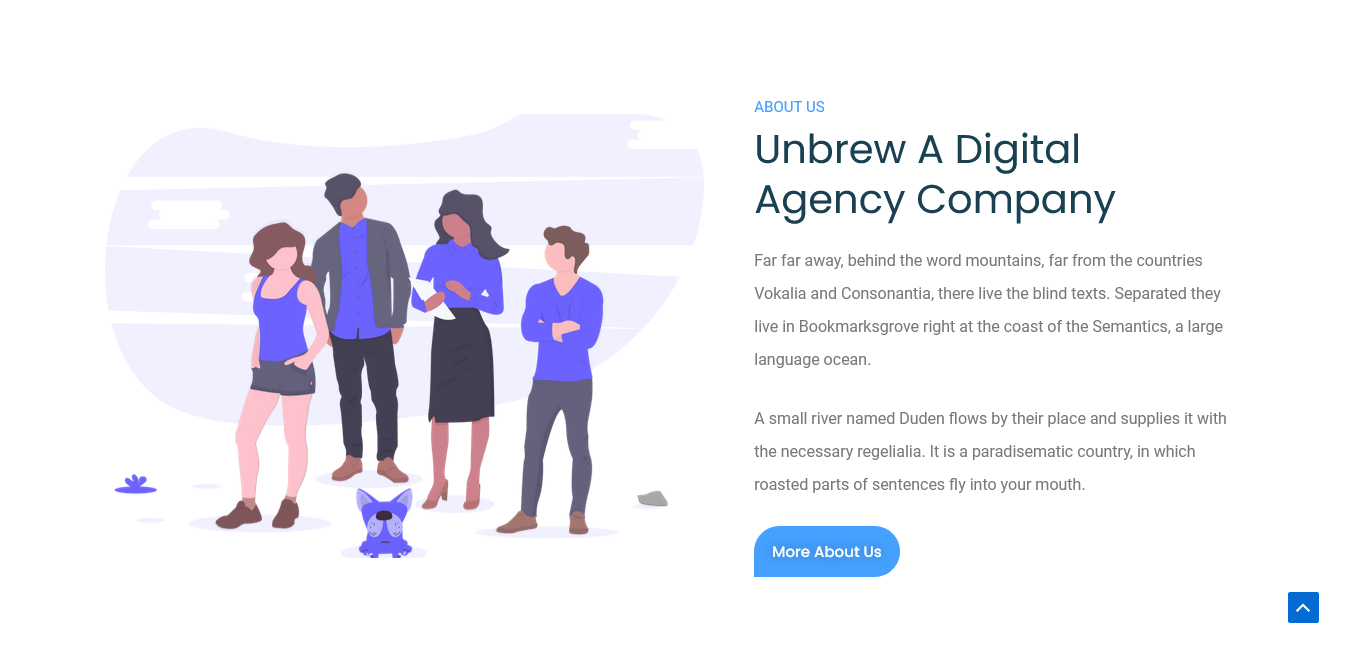 ABOUT US
Unbrew A Digital
Agency Company
Far far away, behind the word mountains, far from the countries
Vokalia and Consonantia, there live the blind texts. Separated they
live in Bookmarksgrove right at the coast of the Semantics, a large
language ocean.
A small river named Duden flows by their place and supplies it with
the necessary regelialia. It is a paradisematic country, in which
roasted parts of sentences fly into your mouth.
More About Us